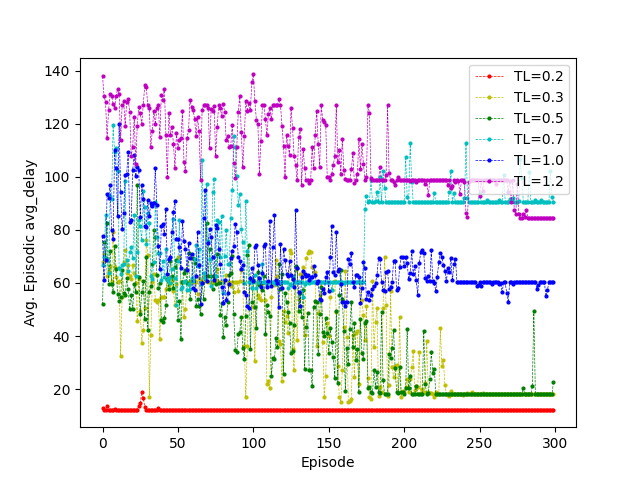 140
120
100
80
60
40
20
Avg. Episodic avg_delay
TL=0.2
TL=0.3
TL=0.5
TL=0.7
TL=1.0
TL=1.2
0 50 100 150 200 250 300
Episode